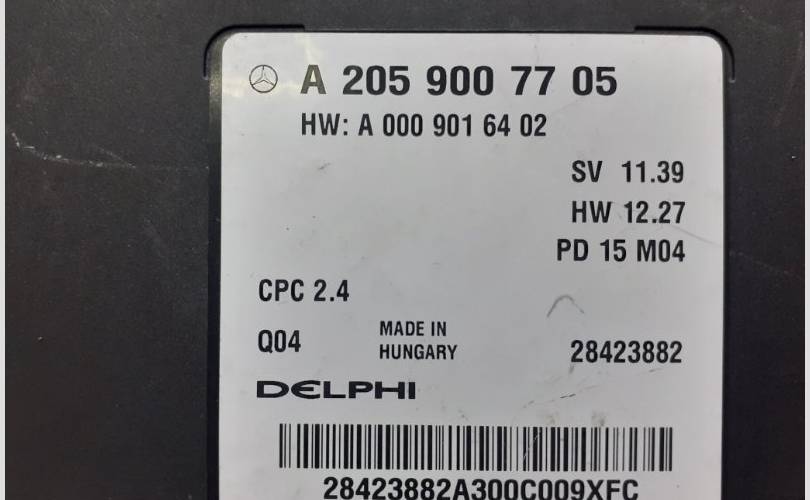 A 205 900 77 05
HW: A 000 901 64 02
SV 11.39
HW 12.27
PD 15 M04
CPC 2.4
Q04
MADE IN
HUNGARY
28423882
DELPHI
28423882A300C009XFC